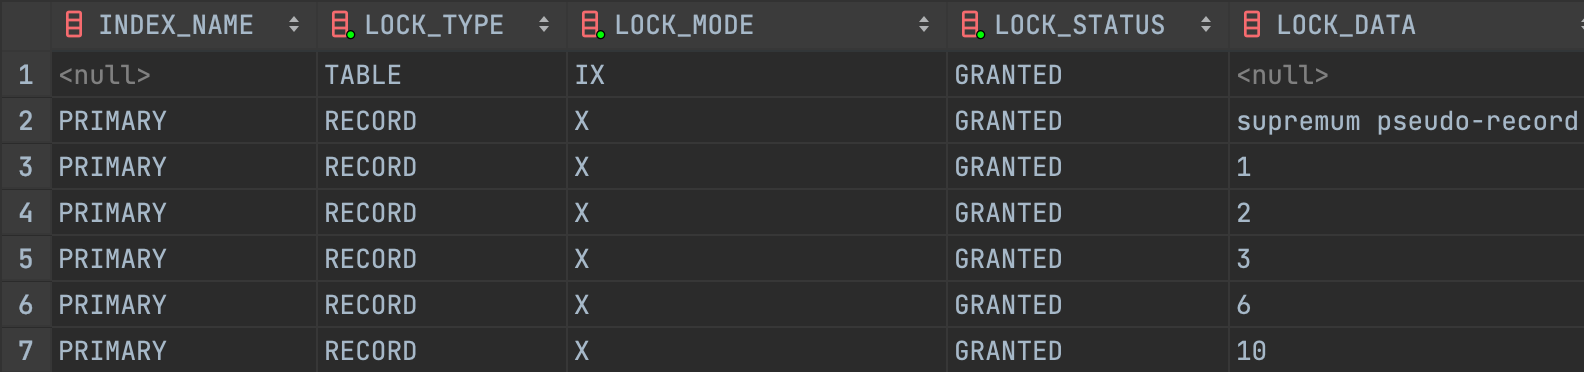 INDEX_NAME LOCK_TYPE LOCK_MODE LOCK_STATUS LOCK_DATA
1 <null> TABLE IX GRANTED <null>
2 PRIMARY RECORD X GRANTED supremum pseudo-record
3 PRIMARY RECORD X GRANTED 1
4 PRIMARY RECORD X GRANTED 2
5 PRIMARY RECORD X GRANTED 3
6 PRIMARY RECORD X GRANTED 6
7 PRIMARY RECORD X GRANTED 10